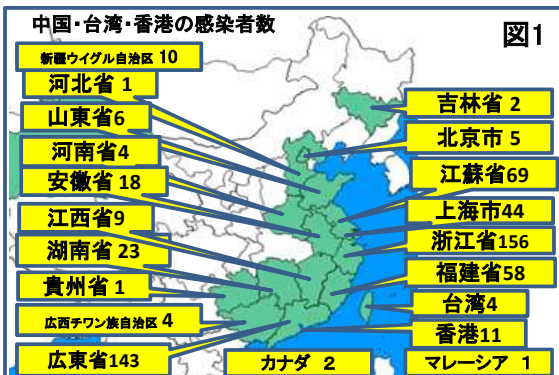 中国・台湾・香港の感染者数
図1
新疆ウイグル自治区 10
河北省 1
山東省6
河南省4
安徽省 18
江西省9
湖南省 23
貴州省 1
広西チワン族自治区 4
広東省143
吉林省 2
北京市 5
江蘇省69
上海市44
浙江省156
福建省58
台湾4
香港11
カナダ 2
マレーシア 1